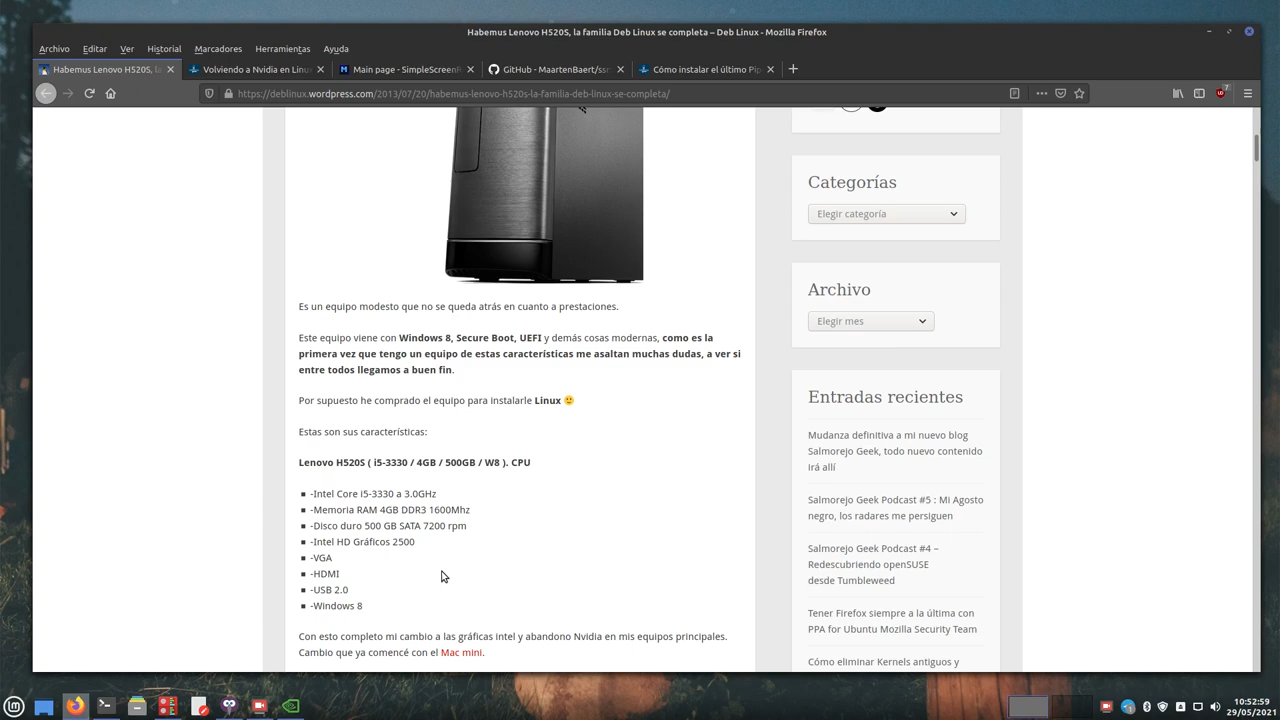 Habemus Lenovo H520S, la familia Deb Linux se completa – Deb Linux - Mozilla Firefox
Archivo Editar Ver Historial Marcadores Herramientas Ayuda
Habemus Lenovo H520S, la
Volviendo a Nvidia en Linu
Main page - SimpleScreenR
GitHub - MaartenBaert/ssr
Cómo instalar el último Pip
https://deblinux.wordpress.com/2013/07/20/habemus-lenovo-h520s-la-familia-deb-linux-se-completa/
7
Es un equipo modesto que no se queda atrás en cuanto a prestaciones.
Este equipo viene con Windows 8, Secure Boot, UEFI y demás cosas modernas, como es la
primera vez que tengo un equipo de estas características me asaltan muchas dudas, a ver si
entre todos llegamos a buen fin.
Por supuesto he comprado el equipo para instalarle Linux 🙂
Estas son sus características:
Lenovo H520S ( i5-3330 / 4GB / 500GB / W8 ). CPU
▪ -Intel Core i5-3330 a 3.0GHz
▪ -Memoria RAM 4GB DDR3 1600Mhz
▪ -Disco duro 500 GB SATA 7200 rpm
▪ -Intel HD Gráficos 2500
▪ -VGA
▪ -HDMI
▪ -USB 2.0
▪ -Windows 8
Con esto completo mi cambio a las gráficas intel y abandono Nvidia en mis equipos principales.
Cambio que ya comencé con el Mac mini.
Categorías
Elegir categoría
Archivo
Elegir mes
Entradas recientes
Mudanza definitiva a mi nuevo blog
Salmorejo Geek, todo nuevo contenido
irá allí
Salmorejo Geek Podcast #5 : Mi Agosto
negro, los radares me persiguen
Salmorejo Geek Podcast #4 –
Redescubriendo openSUSE
desde Tumbleweed
Tener Firefox siempre a la última con
PPA for Ubuntu Mozilla Security Team
Cómo eliminar Kernels antiguos y
10:52:59
29/05/2021